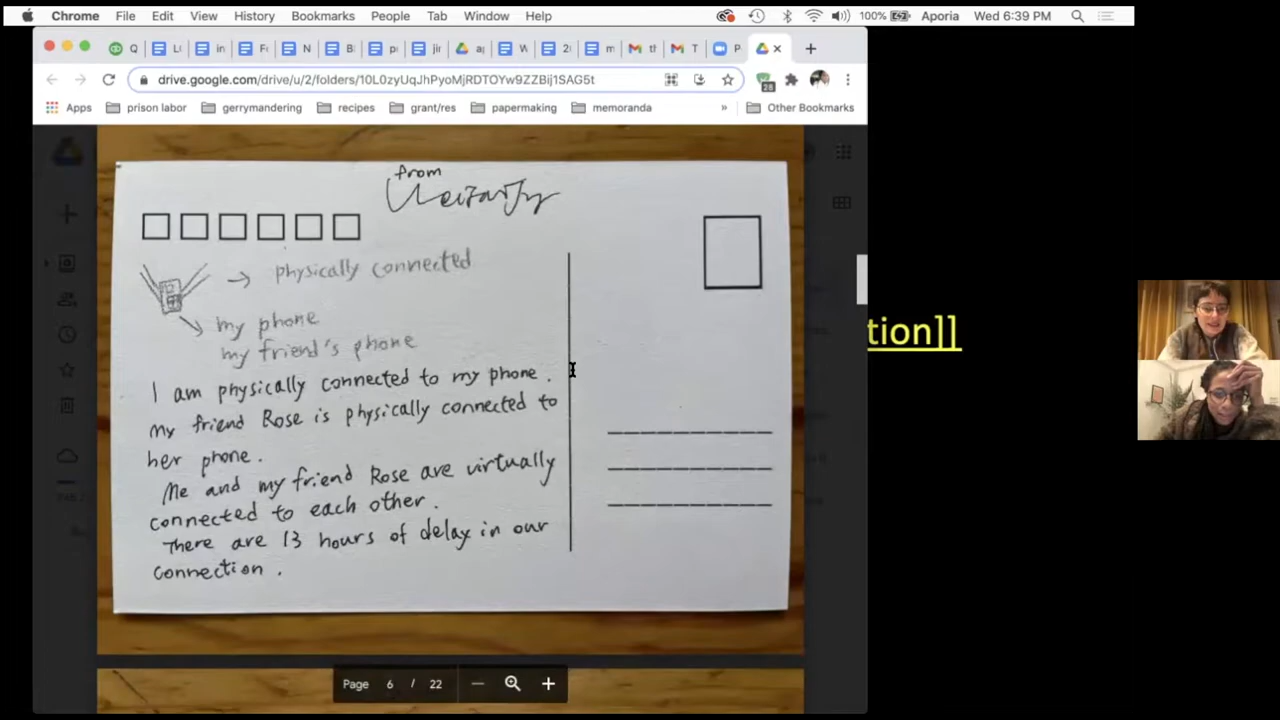 Chrome File Edit View History Bookmarks People Tab Window Help 100% Aporia Wed 6:39 PM
Q in F N B p jir W m T P
drive.google.com/drive/u/2/folders/10L0zyUqJhPyoMjRDTOYw9ZZBij1SAG5t
28
Apps prison labor gerrymandering recipes grant/res papermaking memoranda » Other Bookmarks
from
→ physically connected
my phone
my friend's phone
I am physically connected to my phone.
my friend Rose is physically connected to
her phone.
Me and my friend Rose are virtually
connected to each other.
There are 13 hours of delay in our
connection.
tion]]
Page 6 / 22